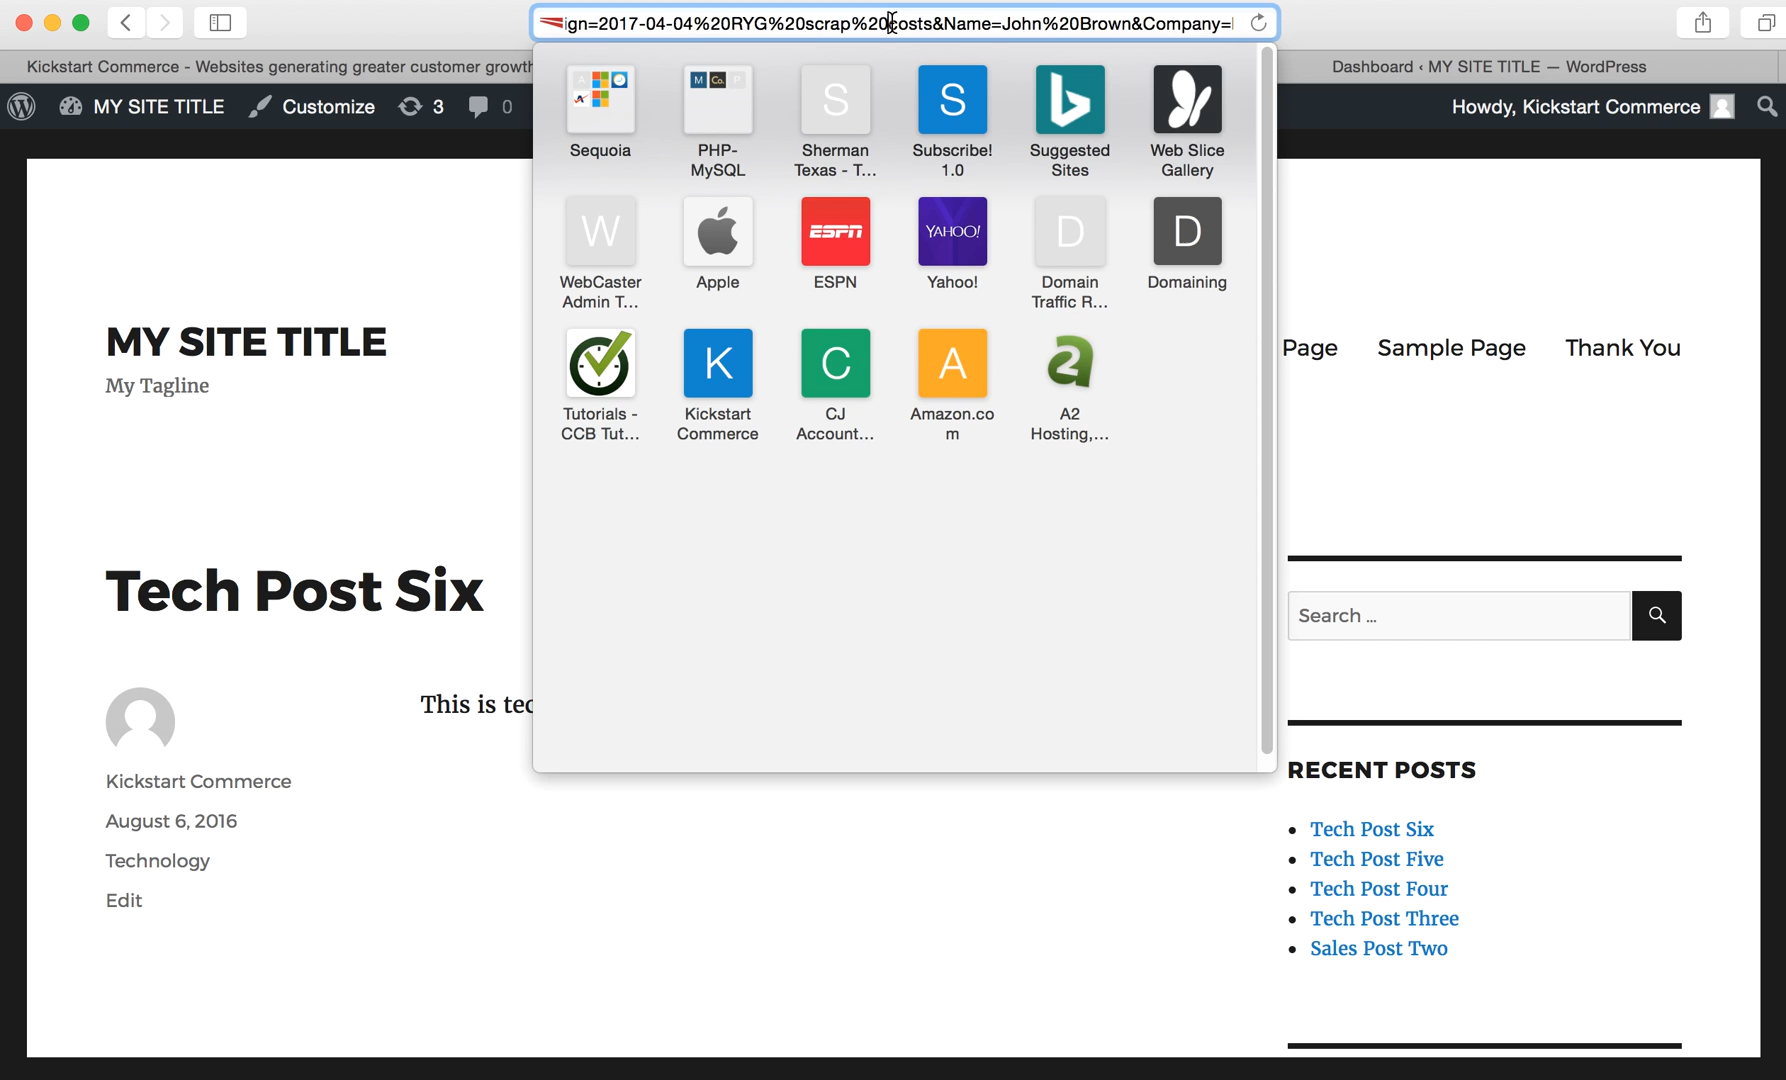 ign=2017-04-04%20RYG%20scrap%20costs&Name=John%20Brown&Company=
Kickstart Commerce - Websites generating greater customer growth
Dashboard ‹ MY SITE TITLE — WordPress
MY SITE TITLE
Customize
3
0
Howdy, Kickstart Commerce
A
M
Co.
P
S
S
Sequoia
PHP-
MySQL
Sherman
Texas - T...
Subscribe!
1.0
Suggested
Sites
Web Slice
Gallery
W
ESPN
YAHOO!
D
D
WebCaster
Admin T...
Apple
ESPN
Yahoo!
Domain
Traffic R...
Domaining
K
C
A
a2
Tutorials -
CCB Tut...
Kickstart
Commerce
CJ
Account...
Amazon.co
m
A2
Hosting,...
MY SITE TITLE
My Tagline
Page
Sample Page
Thank You
Tech Post Six
This is tec
Kickstart Commerce
August 6, 2016
Technology
Edit
Search ...
RECENT POSTS
Tech Post Six
Tech Post Five
Tech Post Four
Tech Post Three
Sales Post Two